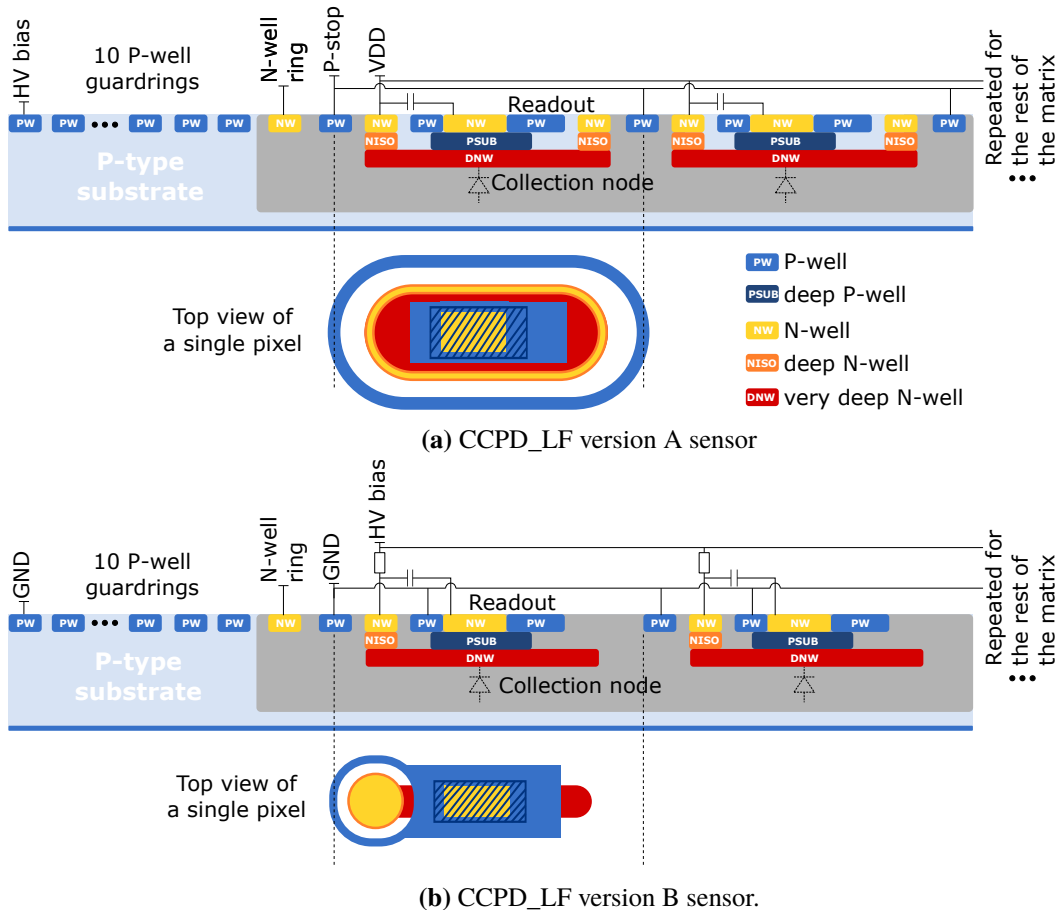 HV bias
10 P-well
guardrings
N-well
ring
P-stop
VDD
Readout
Repeated for
the rest of
the matrix
PW PW PW PW PW NW PW NW PW NW PW NW PW NW PW NW PW NW PW
NISO PSUB NISO NISO PSUB NISO
DNW DNW
P-type
substrate
Collection node
Top view of
a single pixel
PW P-well
PSUB deep P-well
NW N-well
NISO deep N-well
DNW very deep N-well
(a) CCPD_LF version A sensor
GND
10 P-well
guardrings
N-well
ring
GND
HV bias
Readout
Repeated for
the rest of
the matrix
PW PW PW PW PW NW PW NW PW NW PW PW NW PW NW PW
NISO PSUB NISO PSUB
DNW DNW
P-type
substrate
Collection node
Top view of
a single pixel
(b) CCPD_LF version B sensor.